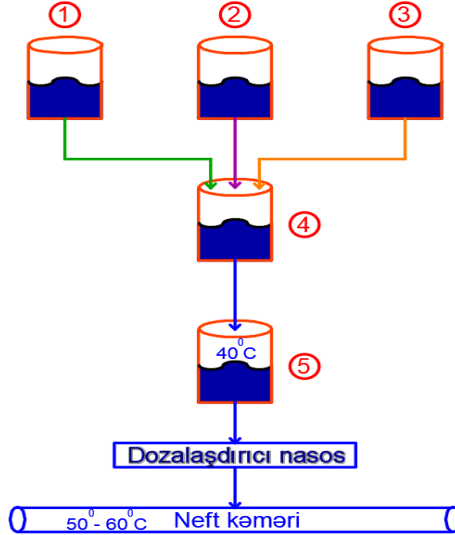 1 2 3
4
40⁰C
5
Dozalaşdırıcı nasos
50⁰- 60⁰C Neft kəməri